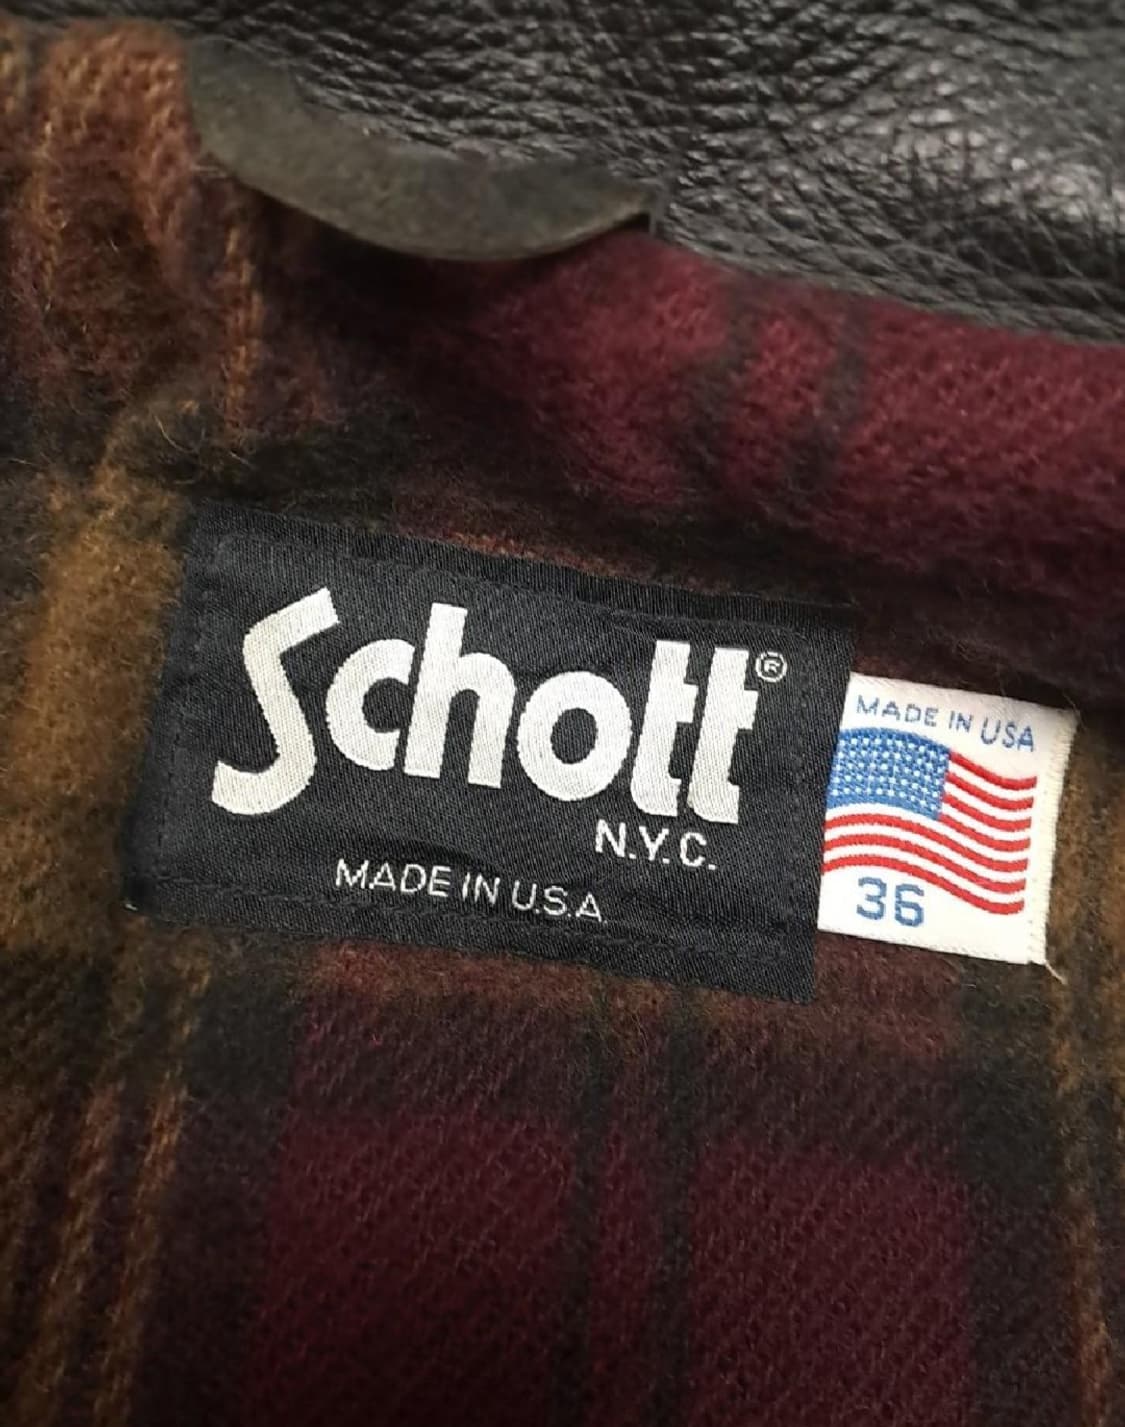 Schott®
N.Y.C.
MADE IN U.S.A
MADE IN USA
36